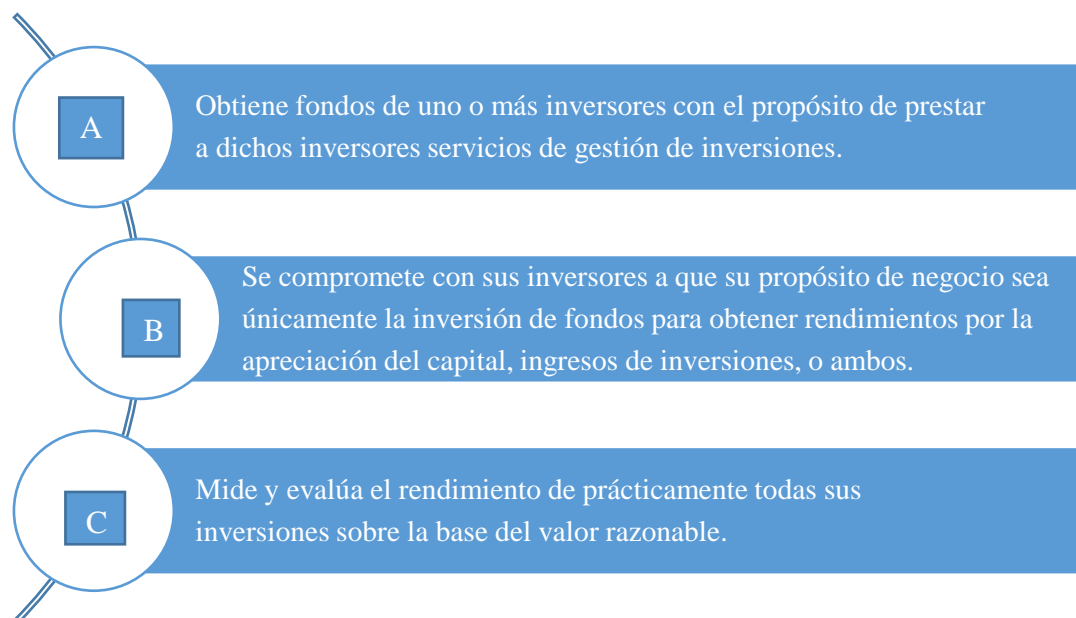 A
Obtiene fondos de uno o más inversores con el propósito de prestar
a dichos inversores servicios de gestión de inversiones.
B
Se compromete con sus inversores a que su propósito de negocio sea
únicamente la inversión de fondos para obtener rendimientos por la
apreciación del capital, ingresos de inversiones, o ambos.
C
Mide y evalúa el rendimiento de prácticamente todas sus
inversiones sobre la base del valor razonable.